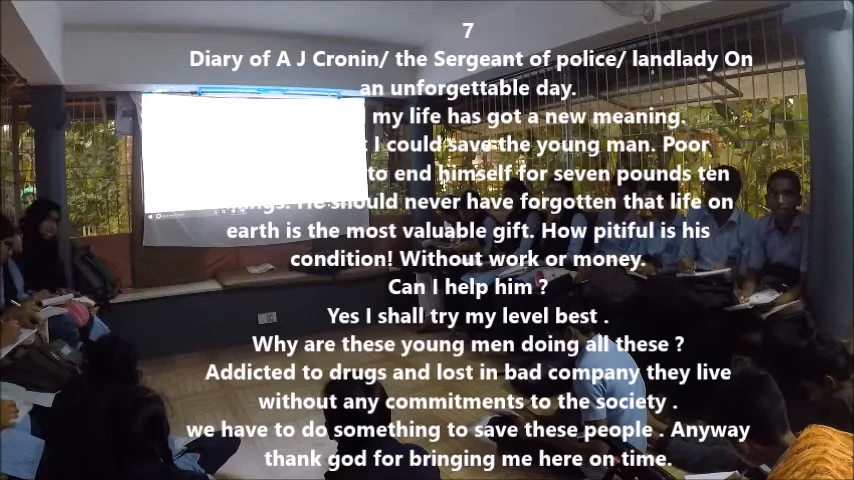 7
Diary of A J Cronin/ the Sergeant of police/ landlady On
an unforgettable day.
my life has got a new meaning.
I could save the young man. Poor
to end himself for seven pounds ten
He should never have forgotten that life on
earth is the most valuable gift. How pitiful is his
condition! Without work or money.
Can I help him ?
Yes I shall try my level best .
Why are these young men doing all these ?
Addicted to drugs and lost in bad company they live
without any commitments to the society .
we have to do something to save these people . Anyway
thank god for bringing me here on time.